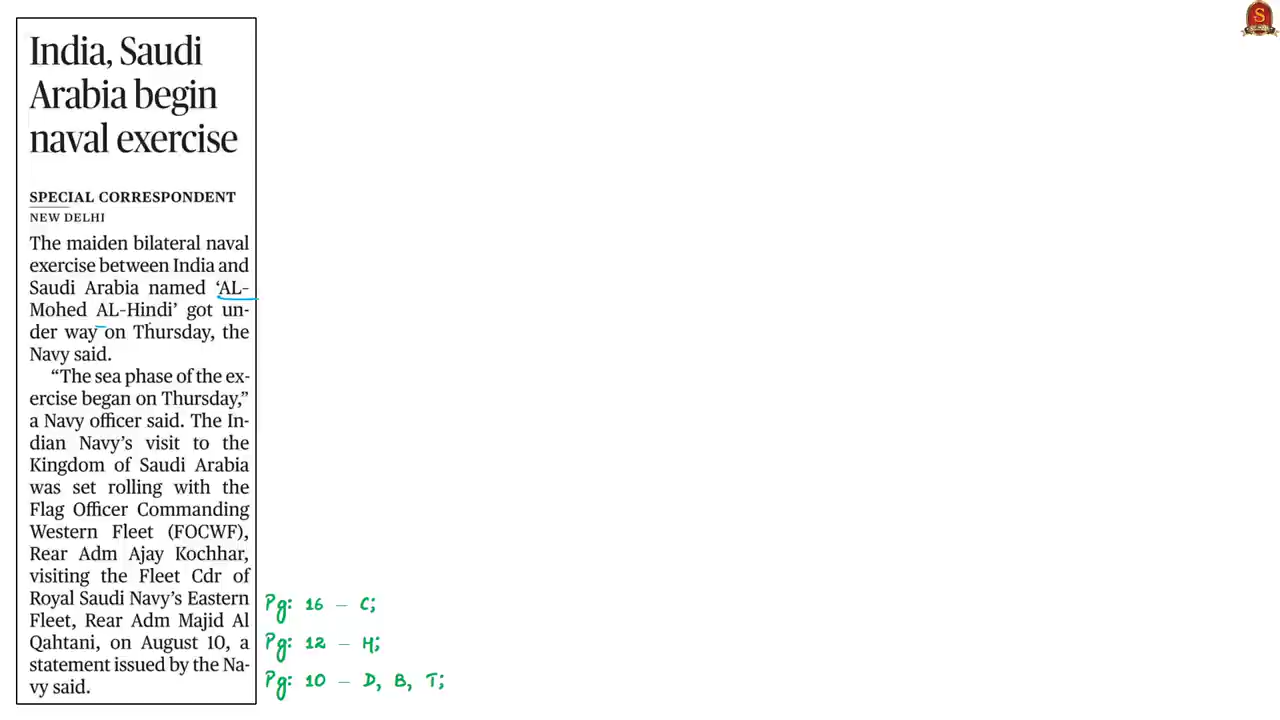 India, Saudi
Arabia begin
naval exercise
SPECIAL CORRESPONDENT
NEW DELHI
The maiden bilateral naval
exercise between India and
Saudi Arabia named ‘AL-
Mohed AL-Hindi’ got un-
der way on Thursday, the
Navy said.
“The sea phase of the ex-
ercise began on Thursday,”
a Navy officer said. The In-
dian Navy’s visit to the
Kingdom of Saudi Arabia
was set rolling with the
Flag Officer Commanding
Western Fleet (FOCWF),
Rear Adm Ajay Kochhar,
visiting the Fleet Cdr of
Royal Saudi Navy’s Eastern
Fleet, Rear Adm Majid Al
Qahtani, on August 10, a
statement issued by the Na-
vy said.
Pg: 16 – C;
Pg: 12 – H;
Pg: 10 – D, B, T;
S